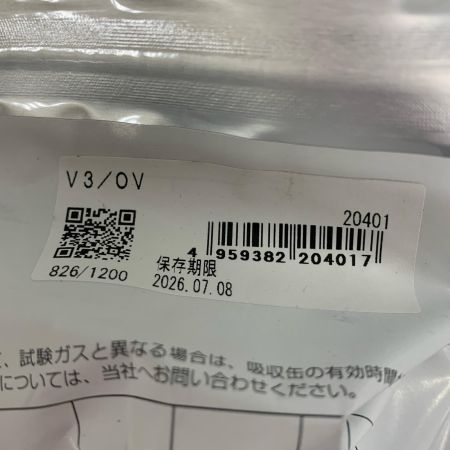 V3/OV
20401
4 959382 204017
826/1200
保存期限
2026.07.08
、試験ガスと異なる場合は、吸収缶の有効時間
については、当社へお問い合わせください。